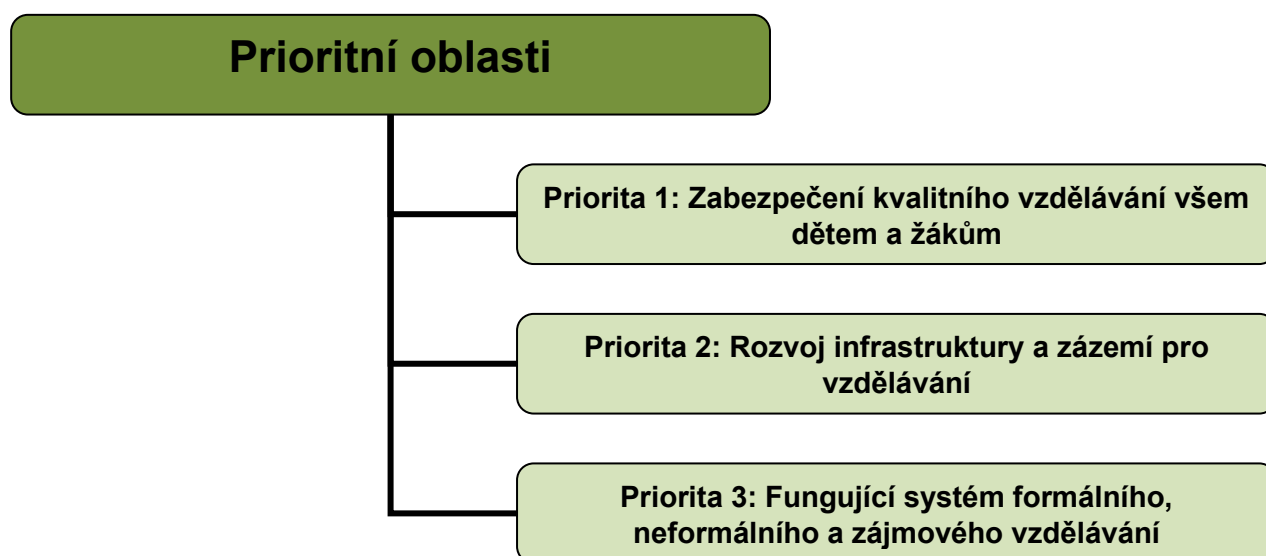 Prioritní oblasti
Priorita 1: Zabezpečení kvalitního vzdělávání všem
dětem a žákům
Priorita 2: Rozvoj infrastruktury a zázemí pro
vzdělávání
Priorita 3: Fungující systém formálního,
neformálního a zájmového vzdělávání